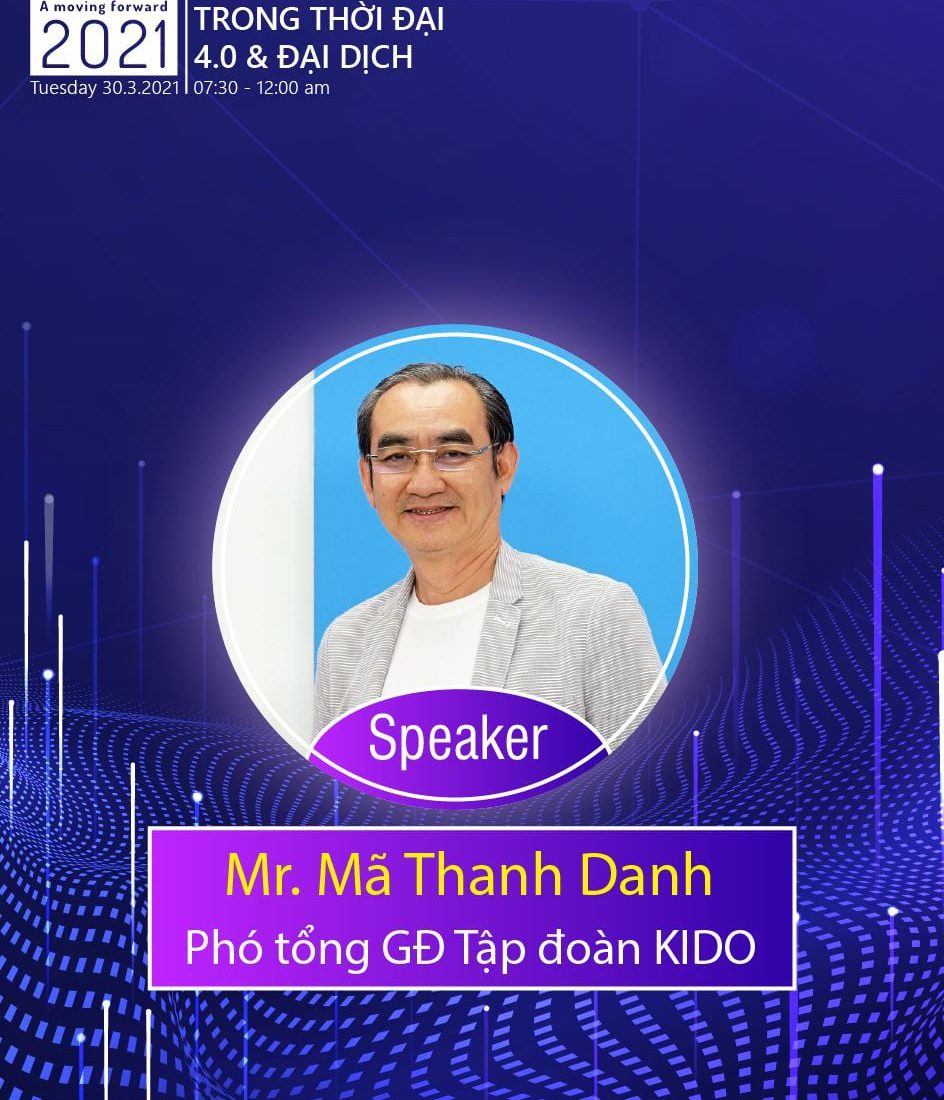 A moving forward
2021
Tuesday 30.3.2021
TRONG THỜI ĐẠI
4.0 & ĐẠI DỊCH
07:30 - 12:00 am
Speaker
Mr. Mã Thanh Danh
Phó tổng GĐ Tập đoàn KIDO